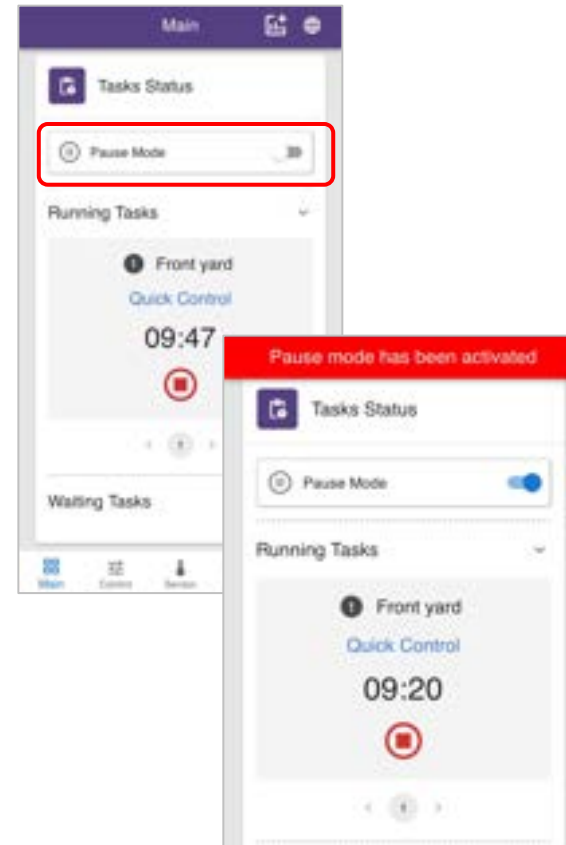 Main
Tasks Status
Pause Mode
Running Tasks
1 Front yard
Quick Control
09:47
Waiting Tasks
Main Control Sensor
Pause mode has been activated
Tasks Status
Pause Mode
Running Tasks
1 Front yard
Quick Control
09:20